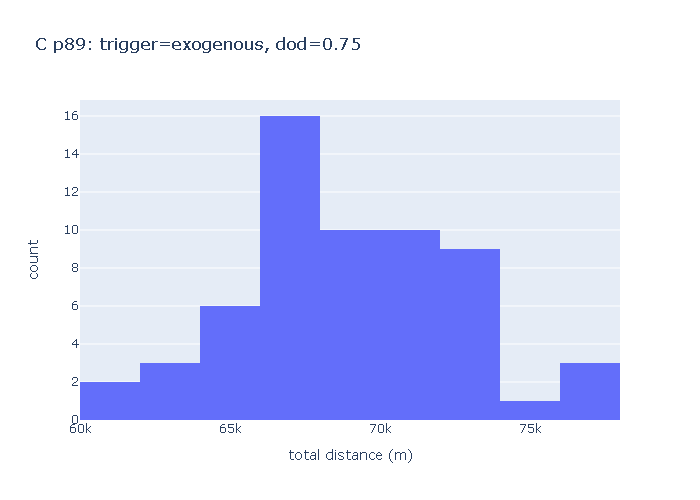 C p89: trigger=exogenous, dod=0.75
16
14
12
10
8
6
4
2
0
count
60k 65k 70k 75k
total distance (m)